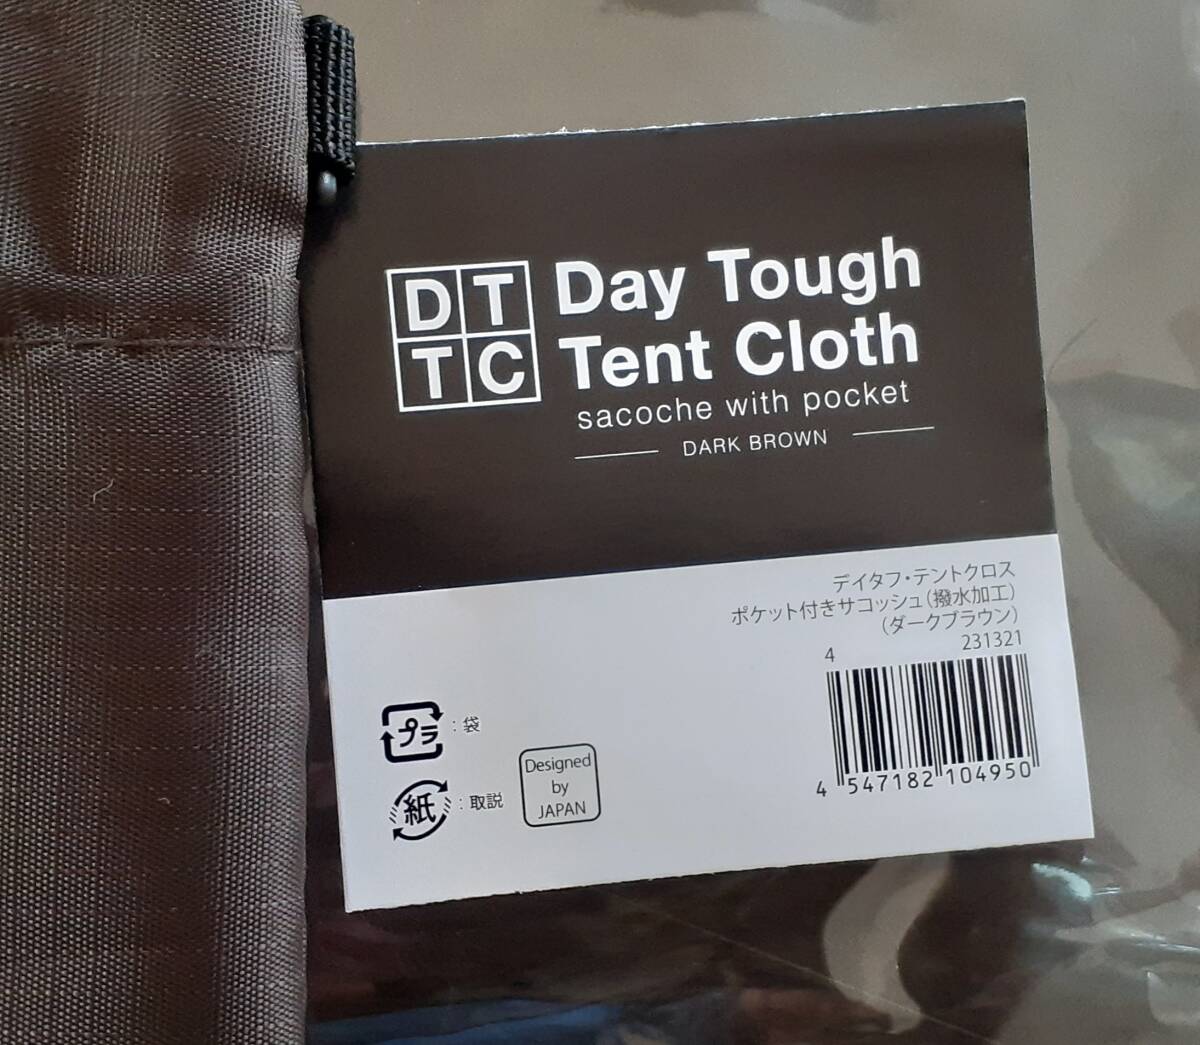 DT
TC
Day Tough
Tent Cloth
sacoche with pocket
DARK BROWN
デイタフ・テントクロス
ポケット付きサコッシュ(撥水加工)
(ダークブラウン)
4 231321
4 547182 104950
プラ : 袋
紙 : 取説
Designed
by
JAPAN